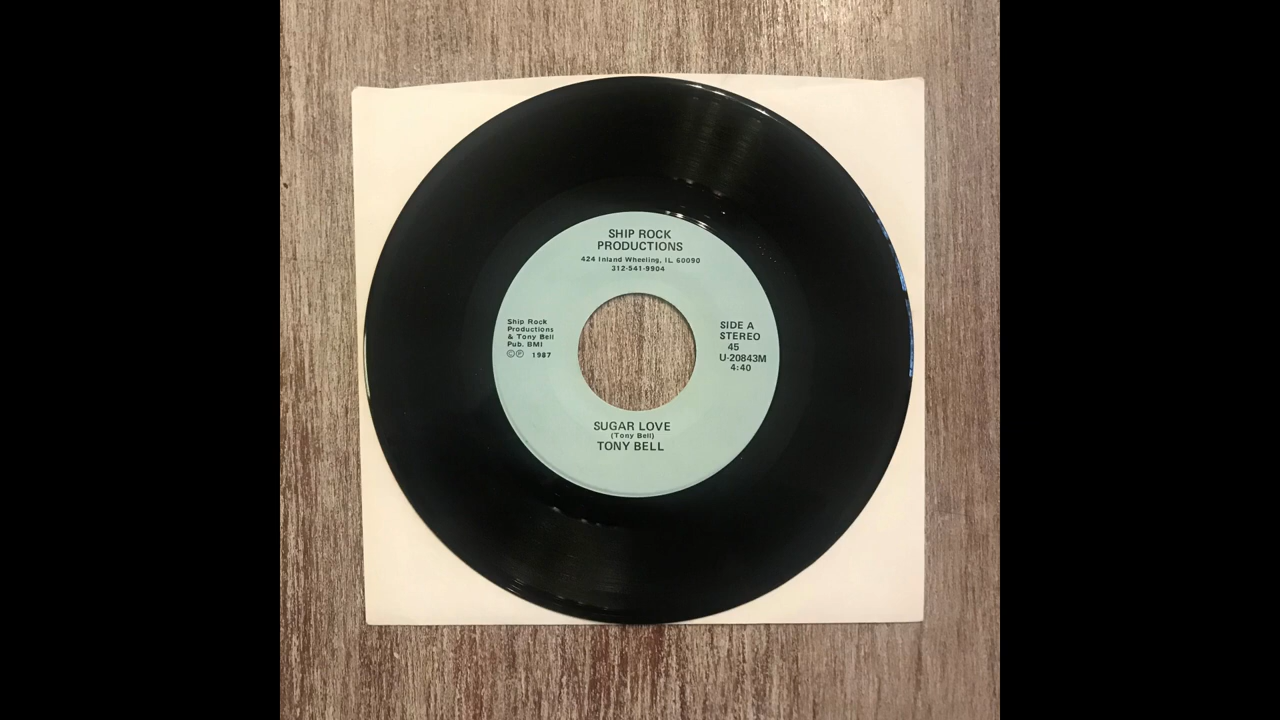 SHIP ROCK
PRODUCTIONS
424 Inland Wheeling, IL 60090
312-541-9904
Ship Rock
Productions
& Tony Bell
Pub. BMI
©℗ 1987
SIDE A
STEREO
45
U-20843M
4:40
SUGAR LOVE
(Tony Bell)
TONY BELL